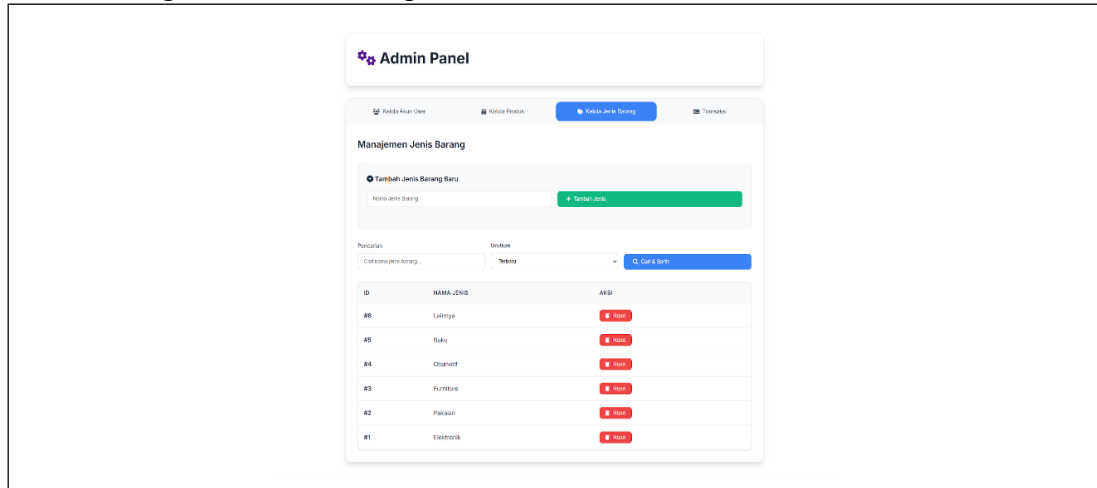 Admin Panel
Kelola Akun User Kelola Produk Kelola Jenis Barang Transaksi
Manajemen Jenis Barang
Tambah Jenis Barang Baru
Nama Jenis Barang + Tambah Jenis
Pencarian Urutkan
Cari nama jenis barang... Terbaru Cari & Sortir
ID NAMA JENIS AKSI
#6 Lainnya Hapus
#5 Buku Hapus
#4 Otomotif Hapus
#3 Furniture Hapus
#2 Pakaian Hapus
#1 Elektronik Hapus